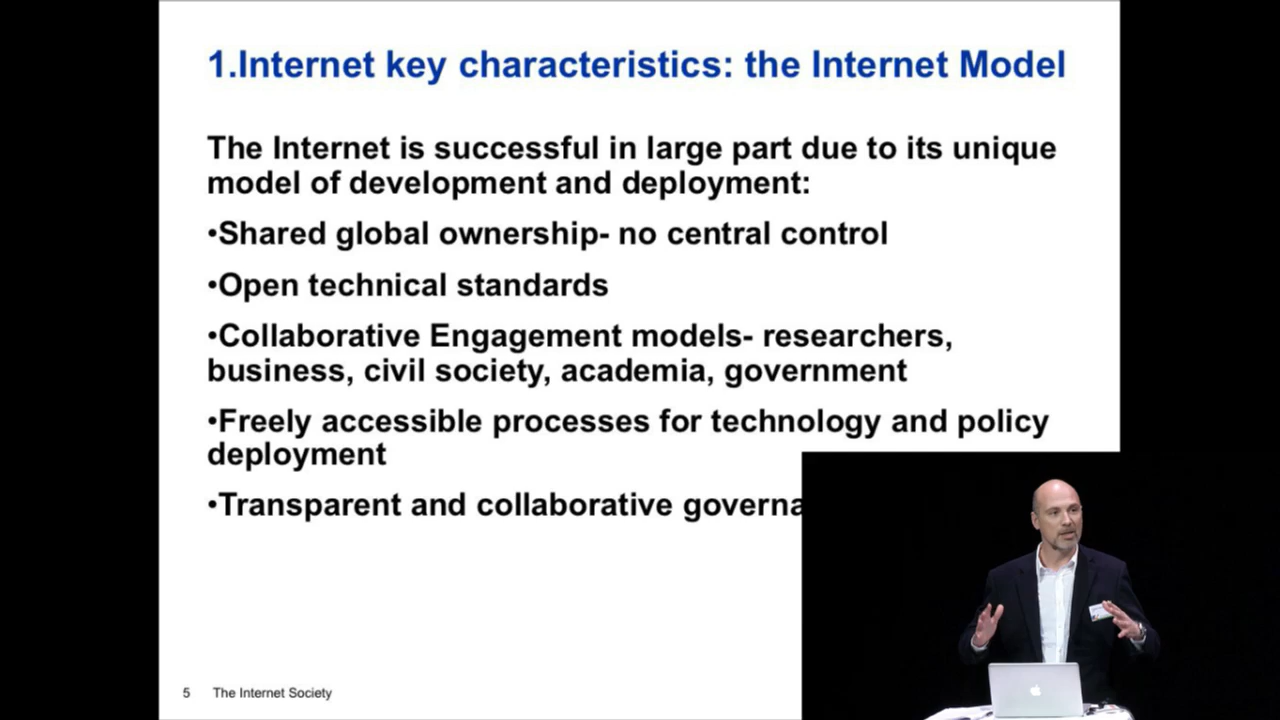 1.Internet key characteristics: the Internet Model
The Internet is successful in large part due to its unique
model of development and deployment:
•Shared global ownership- no central control
•Open technical standards
•Collaborative Engagement models- researchers,
business, civil society, academia, government
•Freely accessible processes for technology and policy
deployment
•Transparent and collaborative
5 The Internet Society